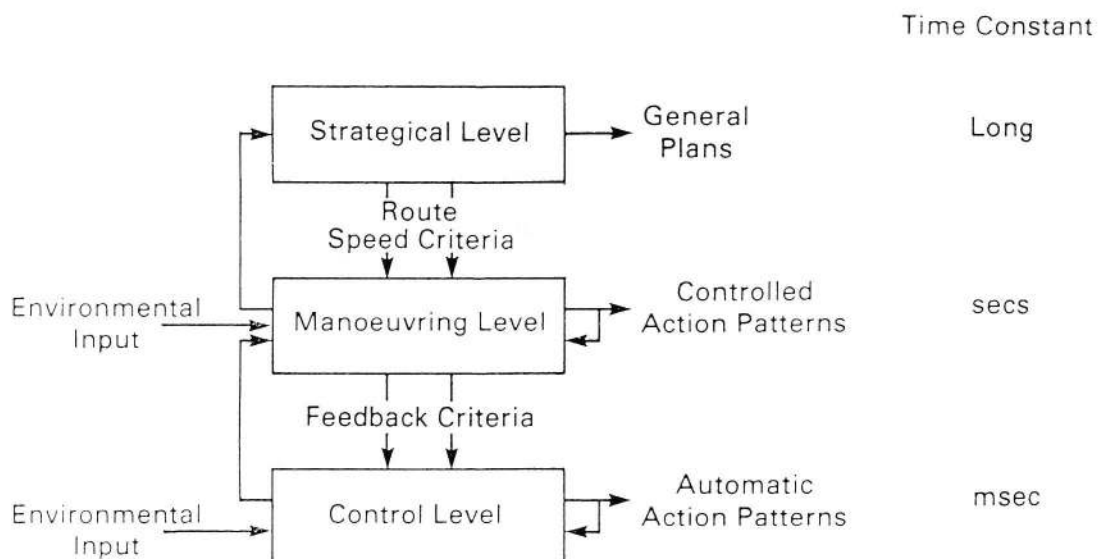 Time Constant
Strategical Level
General
Plans
Long
Route
Speed Criteria
Environmental
Input
Manoeuvring Level
Controlled
Action Patterns
secs
Feedback Criteria
Environmental
Input
Control Level
Automatic
Action Patterns
msec